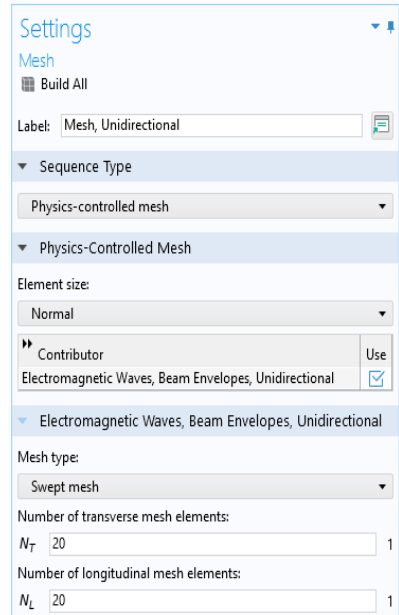 Settings
Mesh
Build All
Label: Mesh, Unidirectional
Sequence Type
Physics-controlled mesh
Physics-Controlled Mesh
Element size:
Normal
Contributor Use
Electromagnetic Waves, Beam Envelopes, Unidirectional
Electromagnetic Waves, Beam Envelopes, Unidirectional
Mesh type:
Swept mesh
Number of transverse mesh elements:
N_T 20 1
Number of longitudinal mesh elements:
N_L 20 1